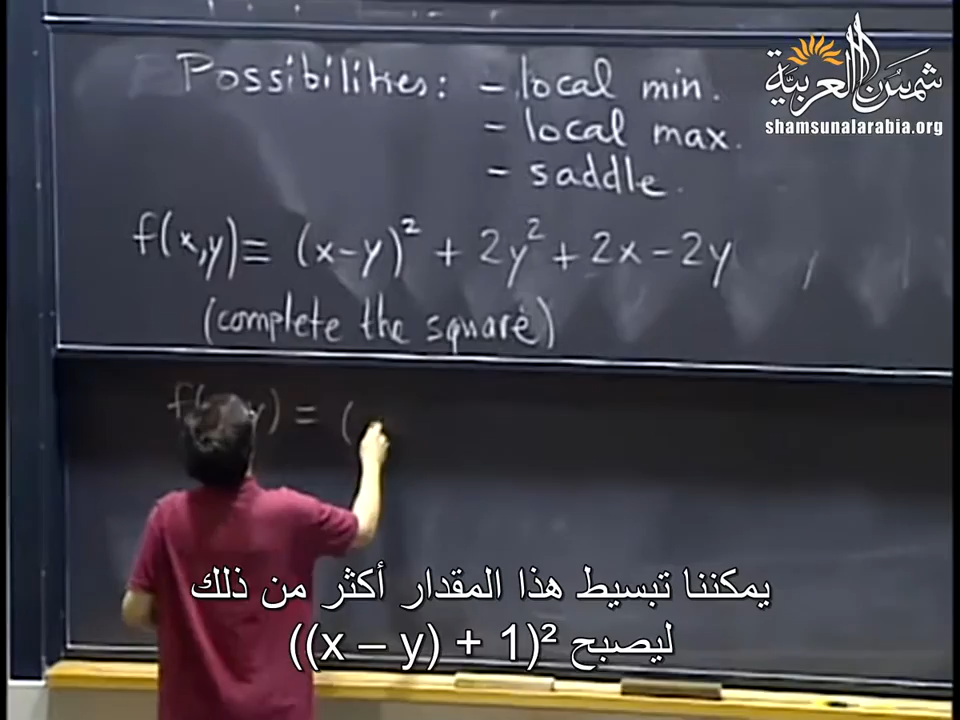 شمس العربية
shamsunalarabia.org
Possibilities: - local min.
- local max.
- saddle.
f(x,y) ≡ (x-y)² + 2y² + 2x - 2y
(complete the square)
y) = (
يمكننا تبسيط هذا المقدار أكثر من ذلك
ليصبح ²((x – y) + 1)